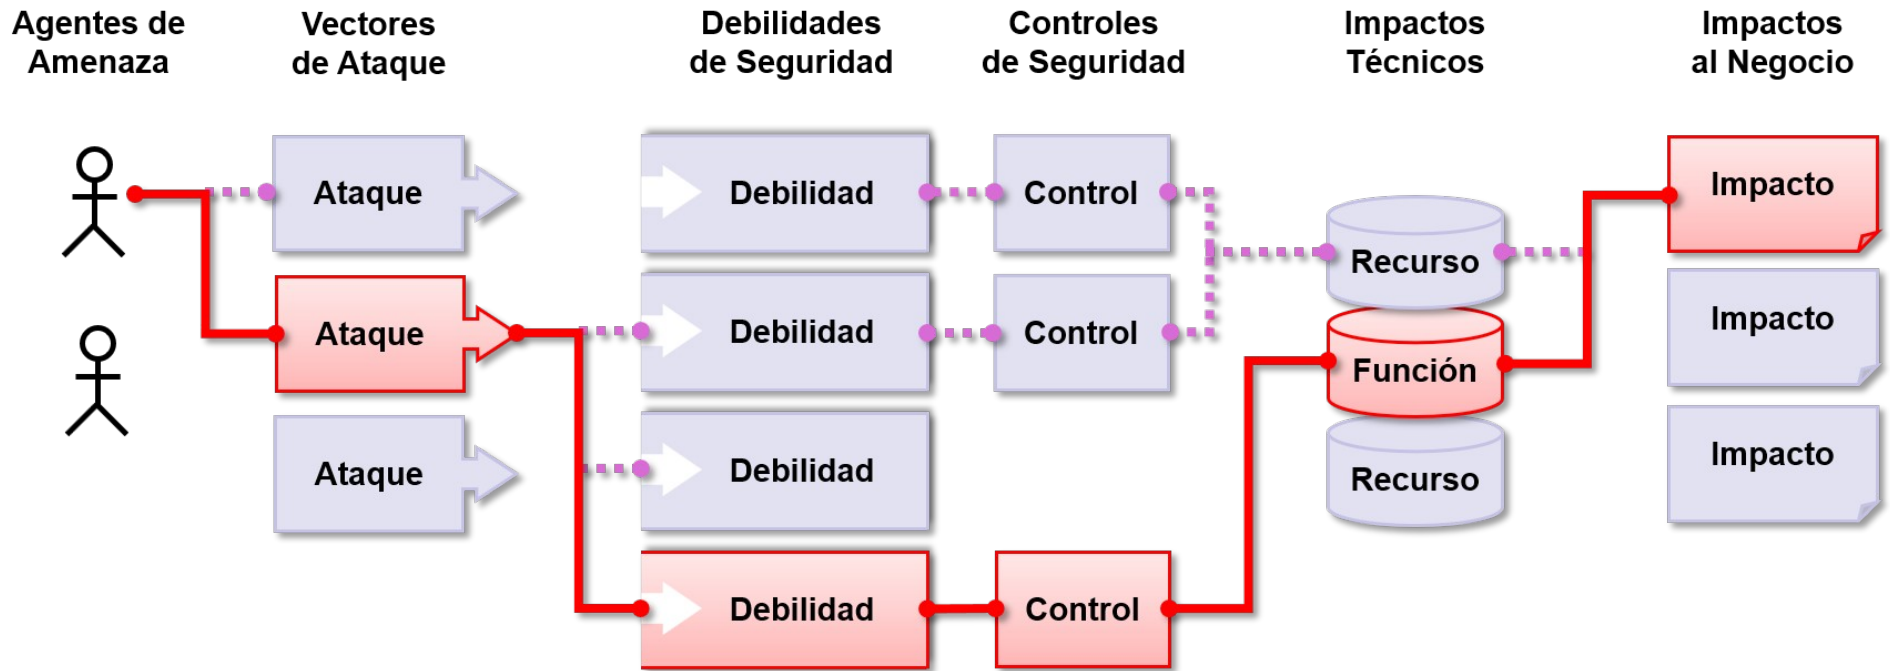 Agentes de
Amenaza
Vectores
de Ataque
Debilidades
de Seguridad
Controles
de Seguridad
Impactos
Técnicos
Impactos
al Negocio
Ataque
Debilidad
Control
Impacto
Recurso
Ataque
Debilidad
Control
Función
Impacto
Ataque
Debilidad
Recurso
Impacto
Debilidad
Control